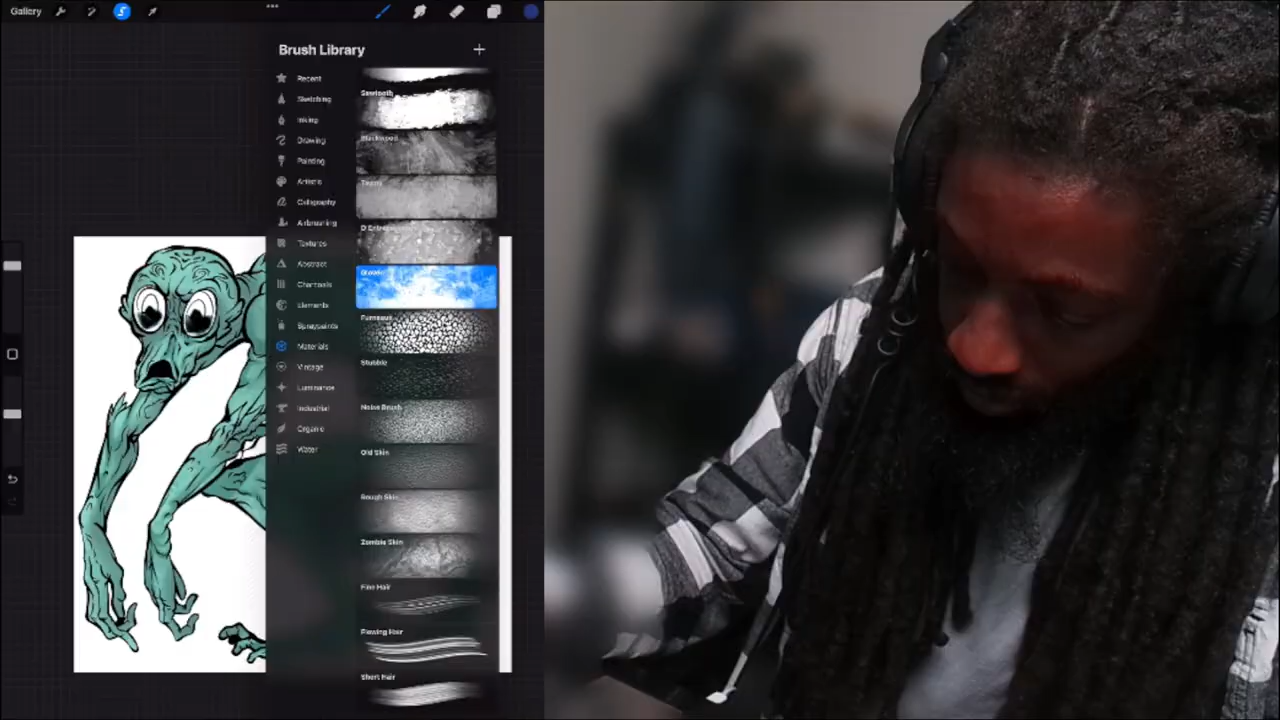 Gallery
Brush Library
Recent
Sketching
Inking
Drawing
Painting
Artistic
Calligraphy
Airbrushing
Textures
Abstract
Charcoals
Elements
Spraypaints
Materials
Vintage
Luminance
Industrial
Organic
Water
Sawtooth
Blackwood
Stubble
Noise Brush
Old Skin
Rough Skin
Zombie Skin
Fine Hair
Flowing Hair
Short Hair